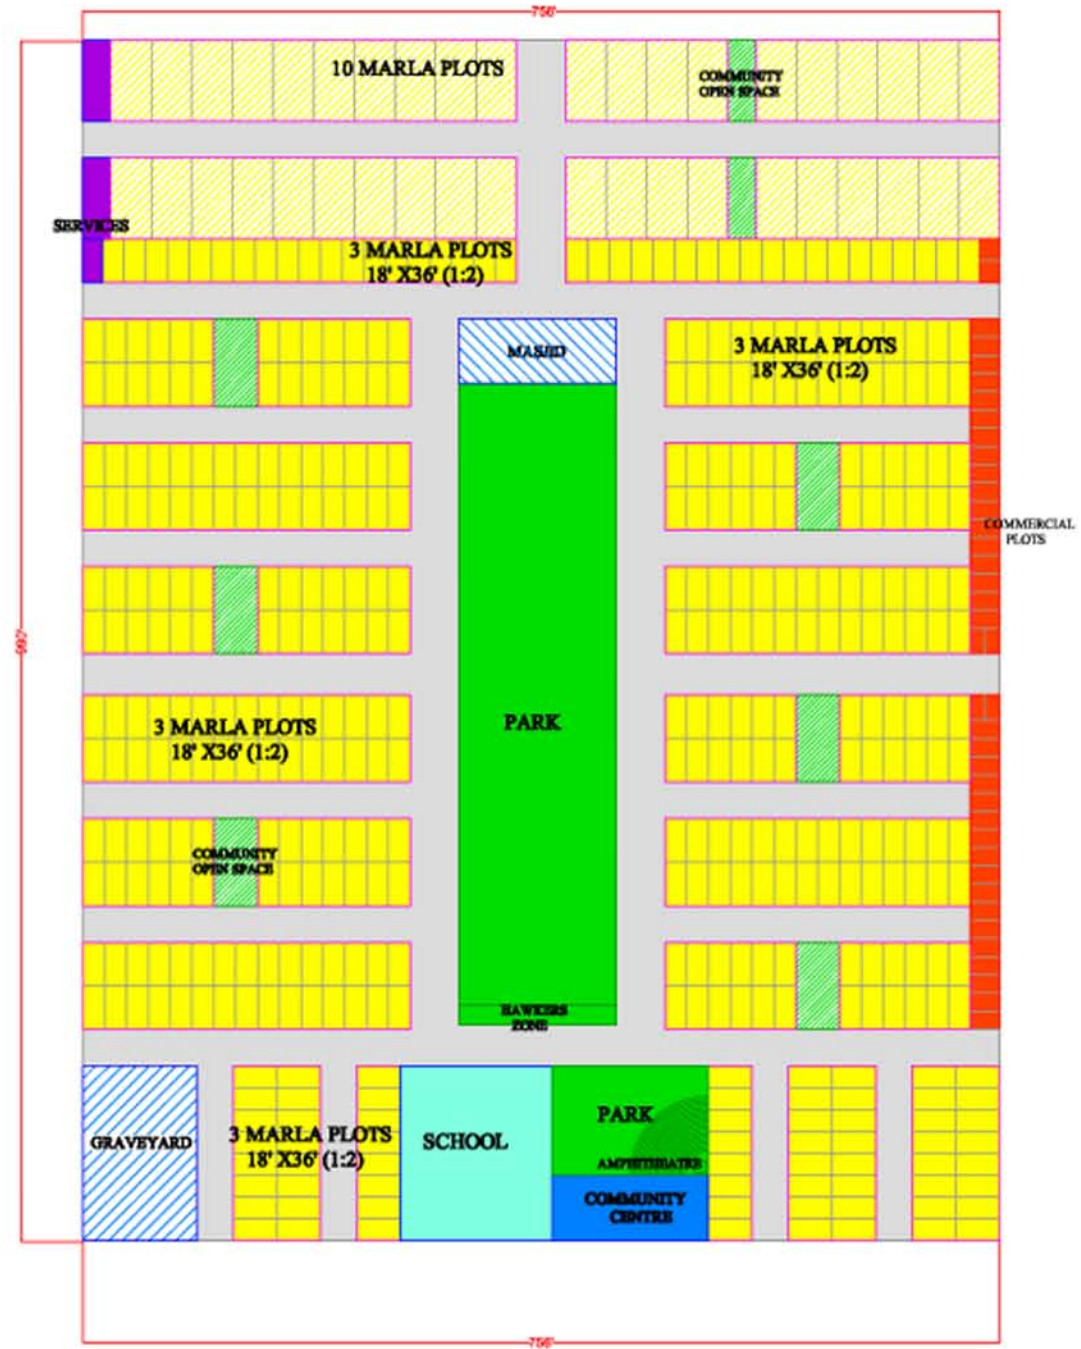 756'
10 MARLA PLOTS
COMMUNITY
OPEN SPACE
SERVICES
3 MARLA PLOTS
18' X36' (1:2)
MASJID
3 MARLA PLOTS
18' X36' (1:2)
COMMERCIAL
PLOTS
990'
PARK
3 MARLA PLOTS
18' X36' (1:2)
COMMUNITY
OPEN SPACE
HAWKERS
ZONE
PARK
GRAVEYARD
3 MARLA PLOTS
18' X36' (1:2)
SCHOOL
AMPHITHEATRE
COMMUNITY
CENTRE
756'